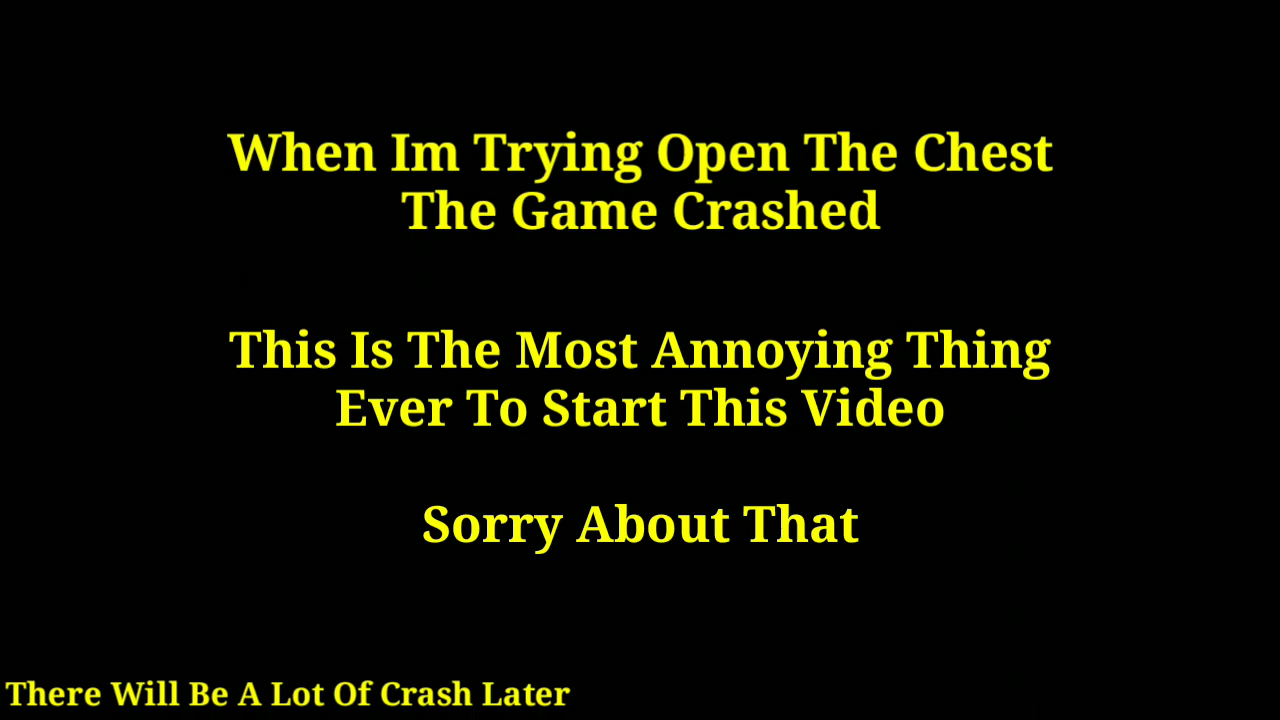 When Im Trying Open The Chest
The Game Crashed
This Is The Most Annoying Thing
Ever To Start This Video
Sorry About That
There Will Be A Lot Of Crash Later